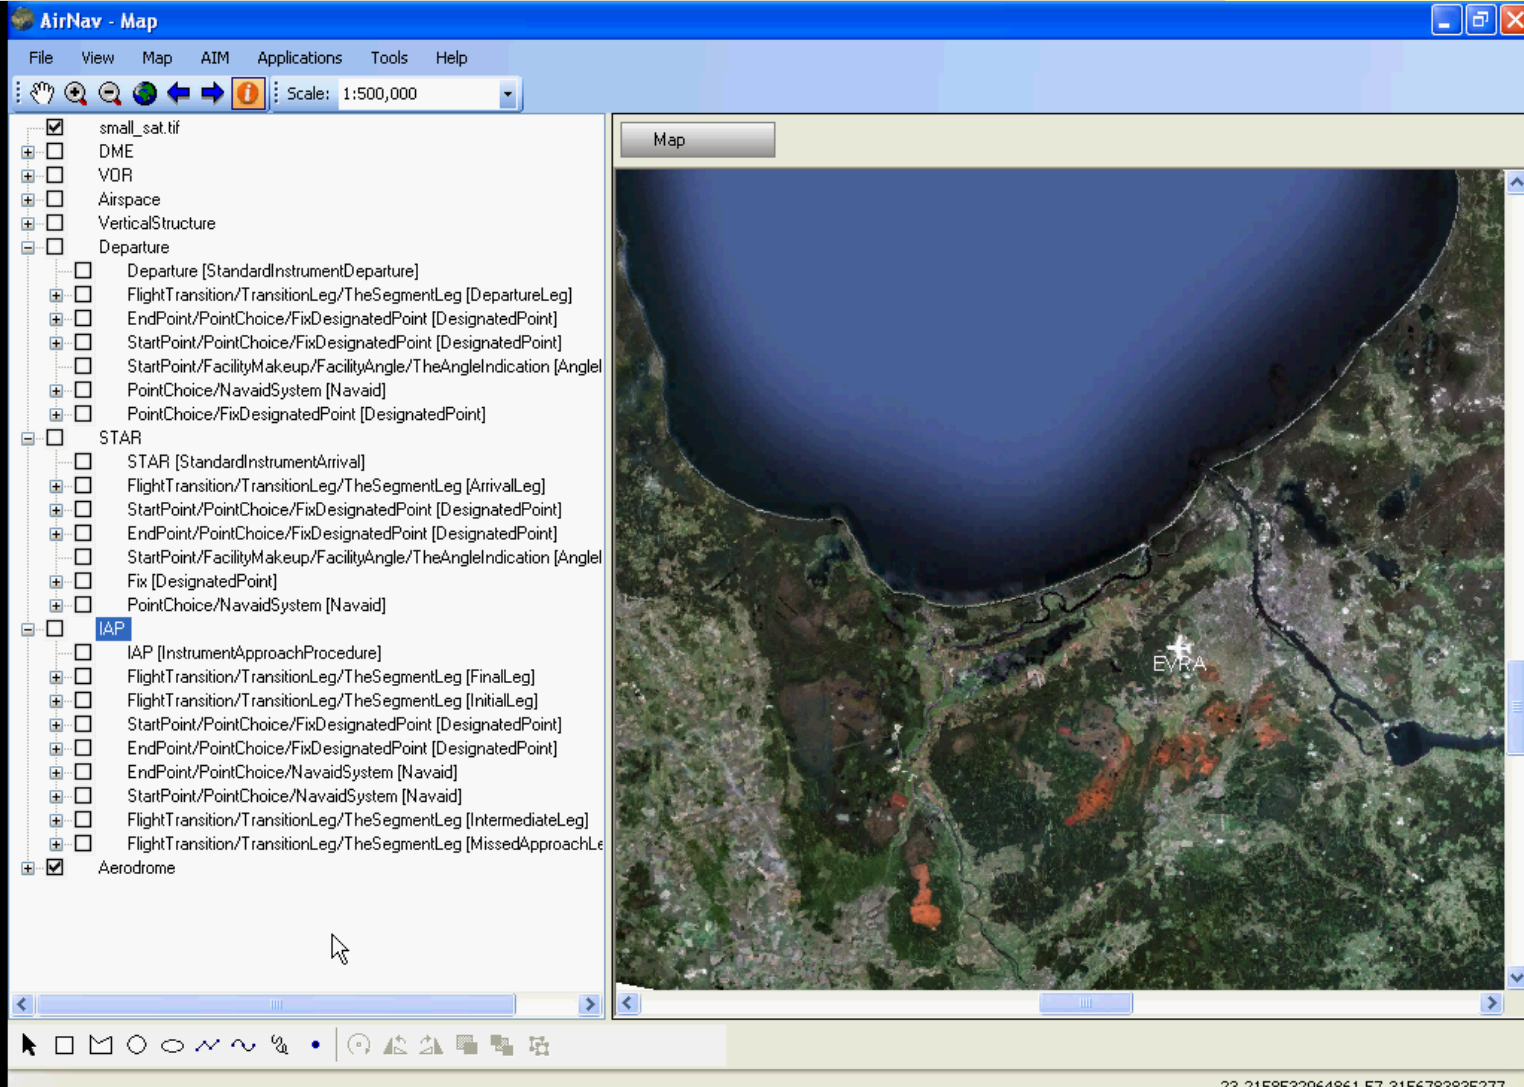 AirNav - Map
File View Map AIM Applications Tools Help
Scale: 1:500,000
small_sat.tif
DME
VOR
Airspace
VerticalStructure
Departure
Departure [StandardInstrumentDeparture]
FlightTransition/TransitionLeg/TheSegmentLeg [DepartureLeg]
EndPoint/PointChoice/FixDesignatedPoint [DesignatedPoint]
StartPoint/PointChoice/FixDesignatedPoint [DesignatedPoint]
StartPoint/FacilityMakeup/FacilityAngle/TheAngleIndication [AngleI
PointChoice/NavaidSystem [Navaid]
PointChoice/FixDesignatedPoint [DesignatedPoint]
STAR
STAR [StandardInstrumentArrival]
FlightTransition/TransitionLeg/TheSegmentLeg [ArrivalLeg]
StartPoint/PointChoice/FixDesignatedPoint [DesignatedPoint]
EndPoint/PointChoice/FixDesignatedPoint [DesignatedPoint]
StartPoint/FacilityMakeup/FacilityAngle/TheAngleIndication [AngleI
Fix [DesignatedPoint]
PointChoice/NavaidSystem [Navaid]
IAP
IAP [InstrumentApproachProcedure]
FlightTransition/TransitionLeg/TheSegmentLeg [FinalLeg]
FlightTransition/TransitionLeg/TheSegmentLeg [InitialLeg]
StartPoint/PointChoice/FixDesignatedPoint [DesignatedPoint]
EndPoint/PointChoice/FixDesignatedPoint [DesignatedPoint]
EndPoint/PointChoice/NavaidSystem [Navaid]
StartPoint/PointChoice/NavaidSystem [Navaid]
FlightTransition/TransitionLeg/TheSegmentLeg [IntermediateLeg]
FlightTransition/TransitionLeg/TheSegmentLeg [MissedApproachLe
Aerodrome
Map
EVRA